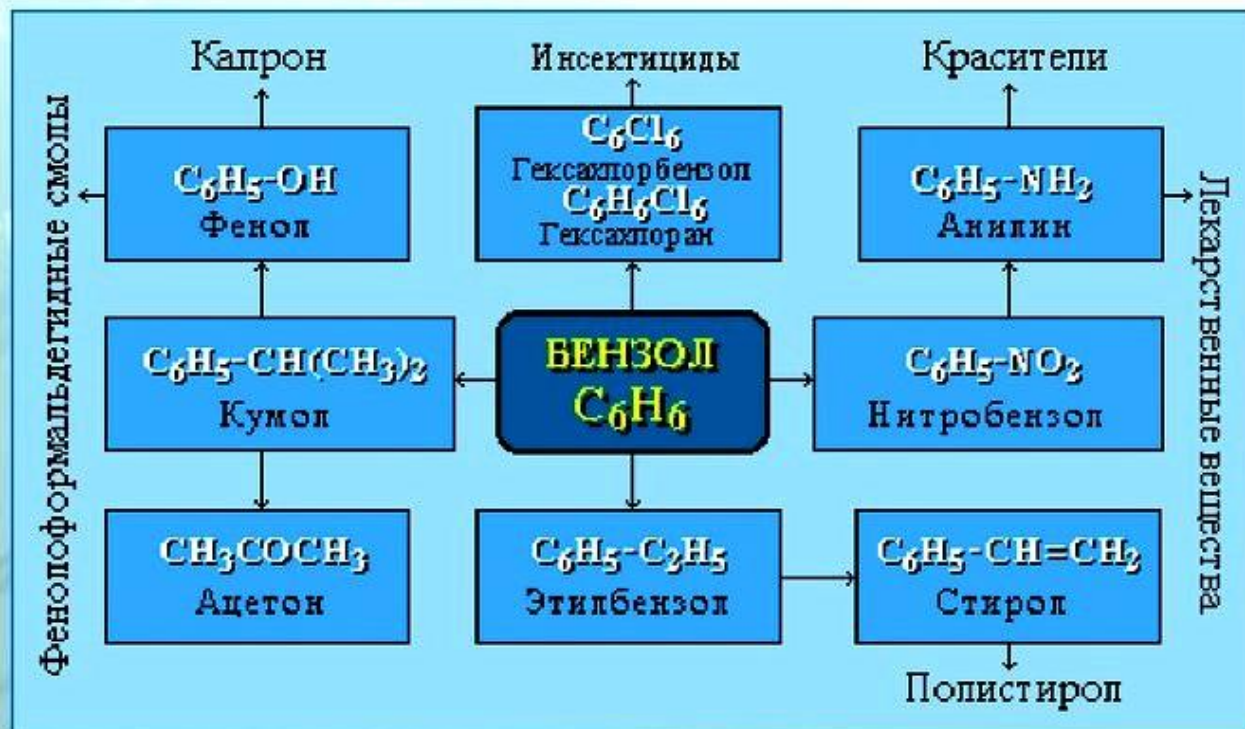 Капрон
Инсектициды
Красители
Фенолоформальдегидные смолы
C₆H₅-OH
Фенол
C₆Cl₆
Гексахлорбензол
C₆H₆Cl₆
Гексахлоран
C₆H₅-NH₂
Анилин
Лекарственные вещества
C₆H₅-CH(CH₃)₂
Кумол
БЕНЗОЛ
C₆H₆
C₆H₅-NO₂
Нитробензол
CH₃COCH₃
Ацетон
C₆H₅-C₂H₅
Этилбензол
C₆H₅-CH=CH₂
Стирол
Полистирол